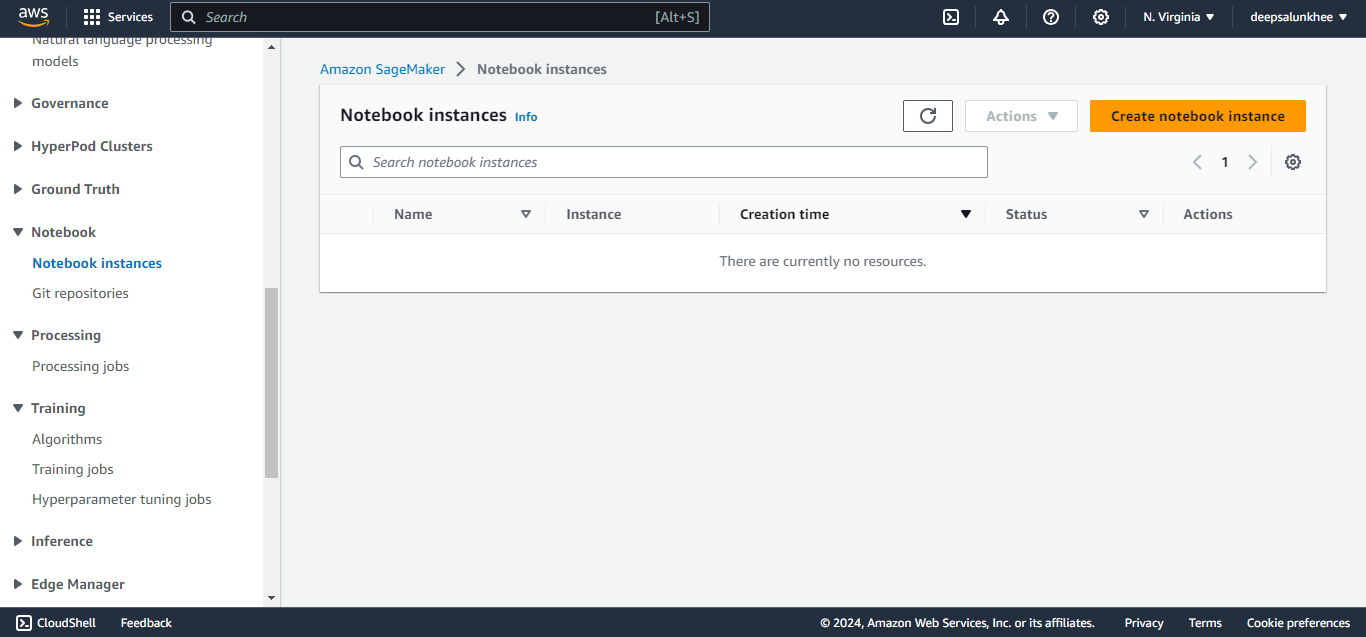 aws
Services
Search
[Alt+S]
N. Virginia
deepsalunkhee
Natural language processing
models
Governance
HyperPod Clusters
Ground Truth
Notebook
Notebook instances
Git repositories
Processing
Processing jobs
Training
Algorithms
Training jobs
Hyperparameter tuning jobs
Inference
Edge Manager
Amazon SageMaker
Notebook instances
Notebook instances Info
Actions
Create notebook instance
Search notebook instances
1
Name
Instance
Creation time
Status
Actions
There are currently no resources.
CloudShell
Feedback
© 2024, Amazon Web Services, Inc. or its affiliates.
Privacy
Terms
Cookie preferences